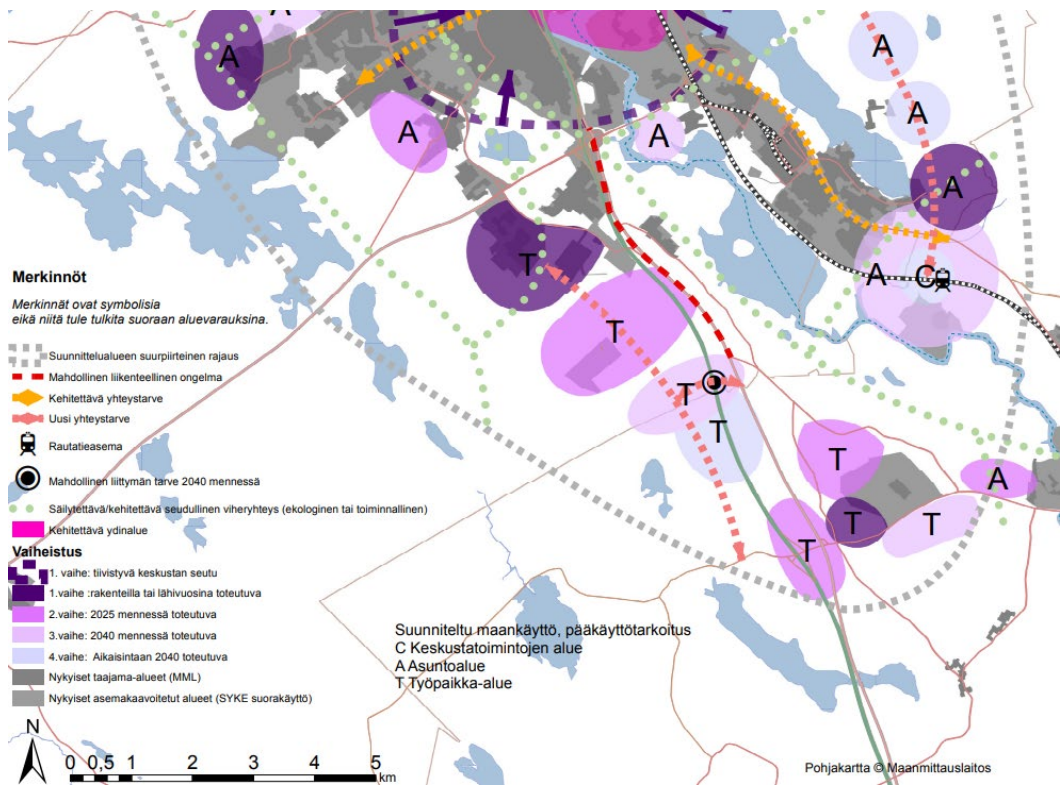 A
A
A
A
A
A
A
A
C
T
T
T
T
T
A
T
T
T
Merkinnöt
Merkinnät ovat symbolisia
eikä niitä tule tulkita suoraan aluevarauksina.
Suunnittelualueen suurpiirteinen rajaus
Mahdollinen liikenteellinen ongelma
Kehitettävä yhteystarve
Uusi yhteystarve
Rautatieasema
Mahdollinen liittymän tarve 2040 mennessä
Säilytettävä/kehitettävä seudullinen viheryhteys (ekologinen tai toiminnallinen)
Kehitettävä ydinalue
Vaiheistus
1. vaihe: tiivistyvä keskustan seutu
1.vaihe :rakenteilla tai lähivuosina toteutuva
2.vaihe: 2025 mennessä toteutuva
3.vaihe: 2040 mennessä toteutuva
4.vaihe: Aikaisintaan 2040 toteutuva
Nykyiset taajama-alueet (MML)
Nykyiset asemakaavoitetut alueet (SYKE suorakäyttö)
Suunniteltu maankäyttö, pääkäyttötarkoitus
C Keskustatoimintojen alue
A Asuntoalue
T Työpaikka-alue
N
0 0,5 1 2 3 4 5
km
Pohjakartta © Maanmittauslaitos